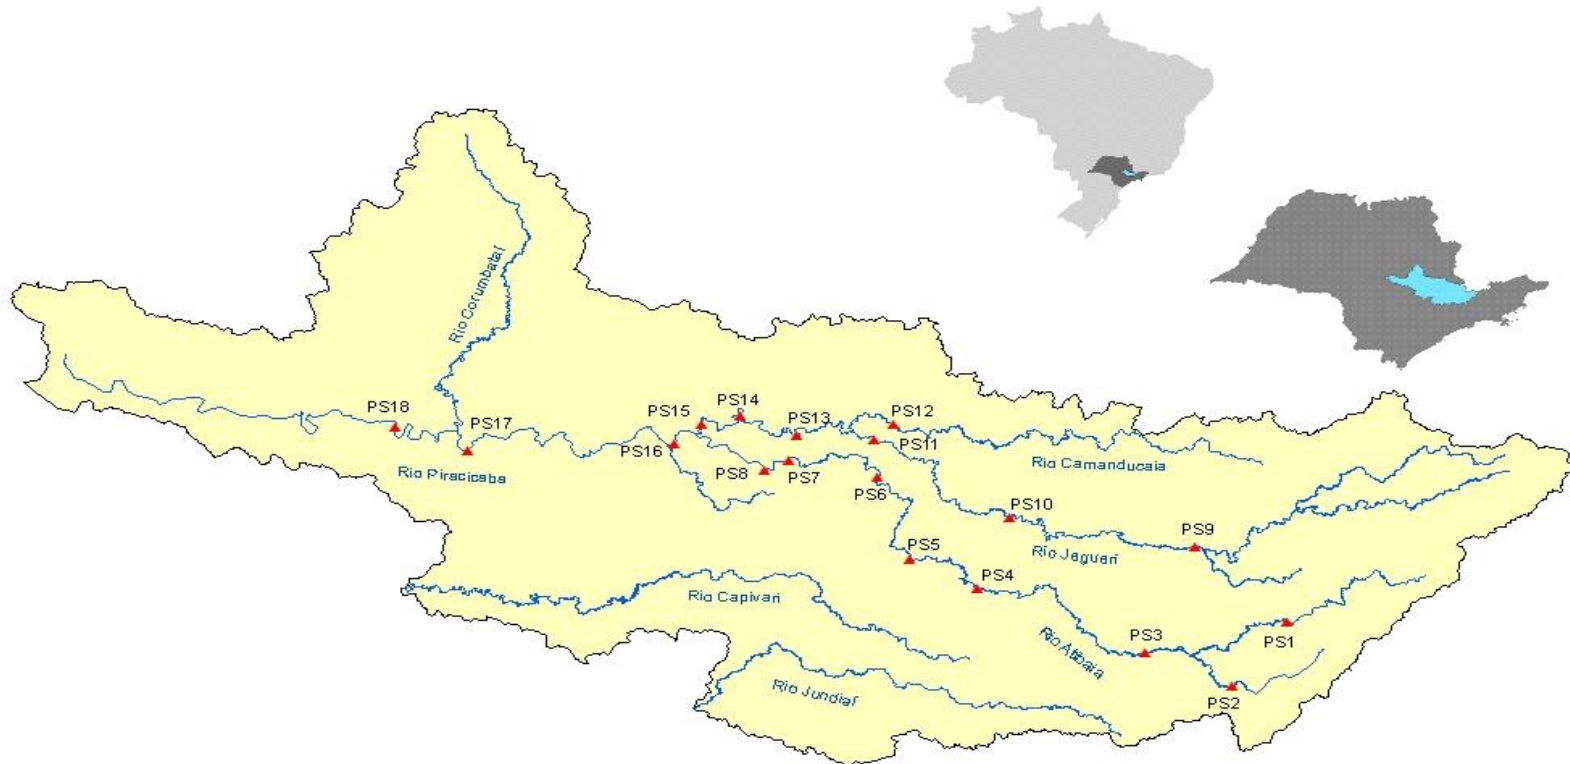 Rio Corumbataí
PS18
PS17
PS15
PS14
PS13
PS12
PS16
PS11
Rio Piracicaba
PS8
PS7
PS6
Rio Camanducaia
PS10
PS9
Rio Jaguari
PS5
PS4
Rio Capivari
PS1
PS3
Rio Atibaia
PS2
Rio Jundiaí